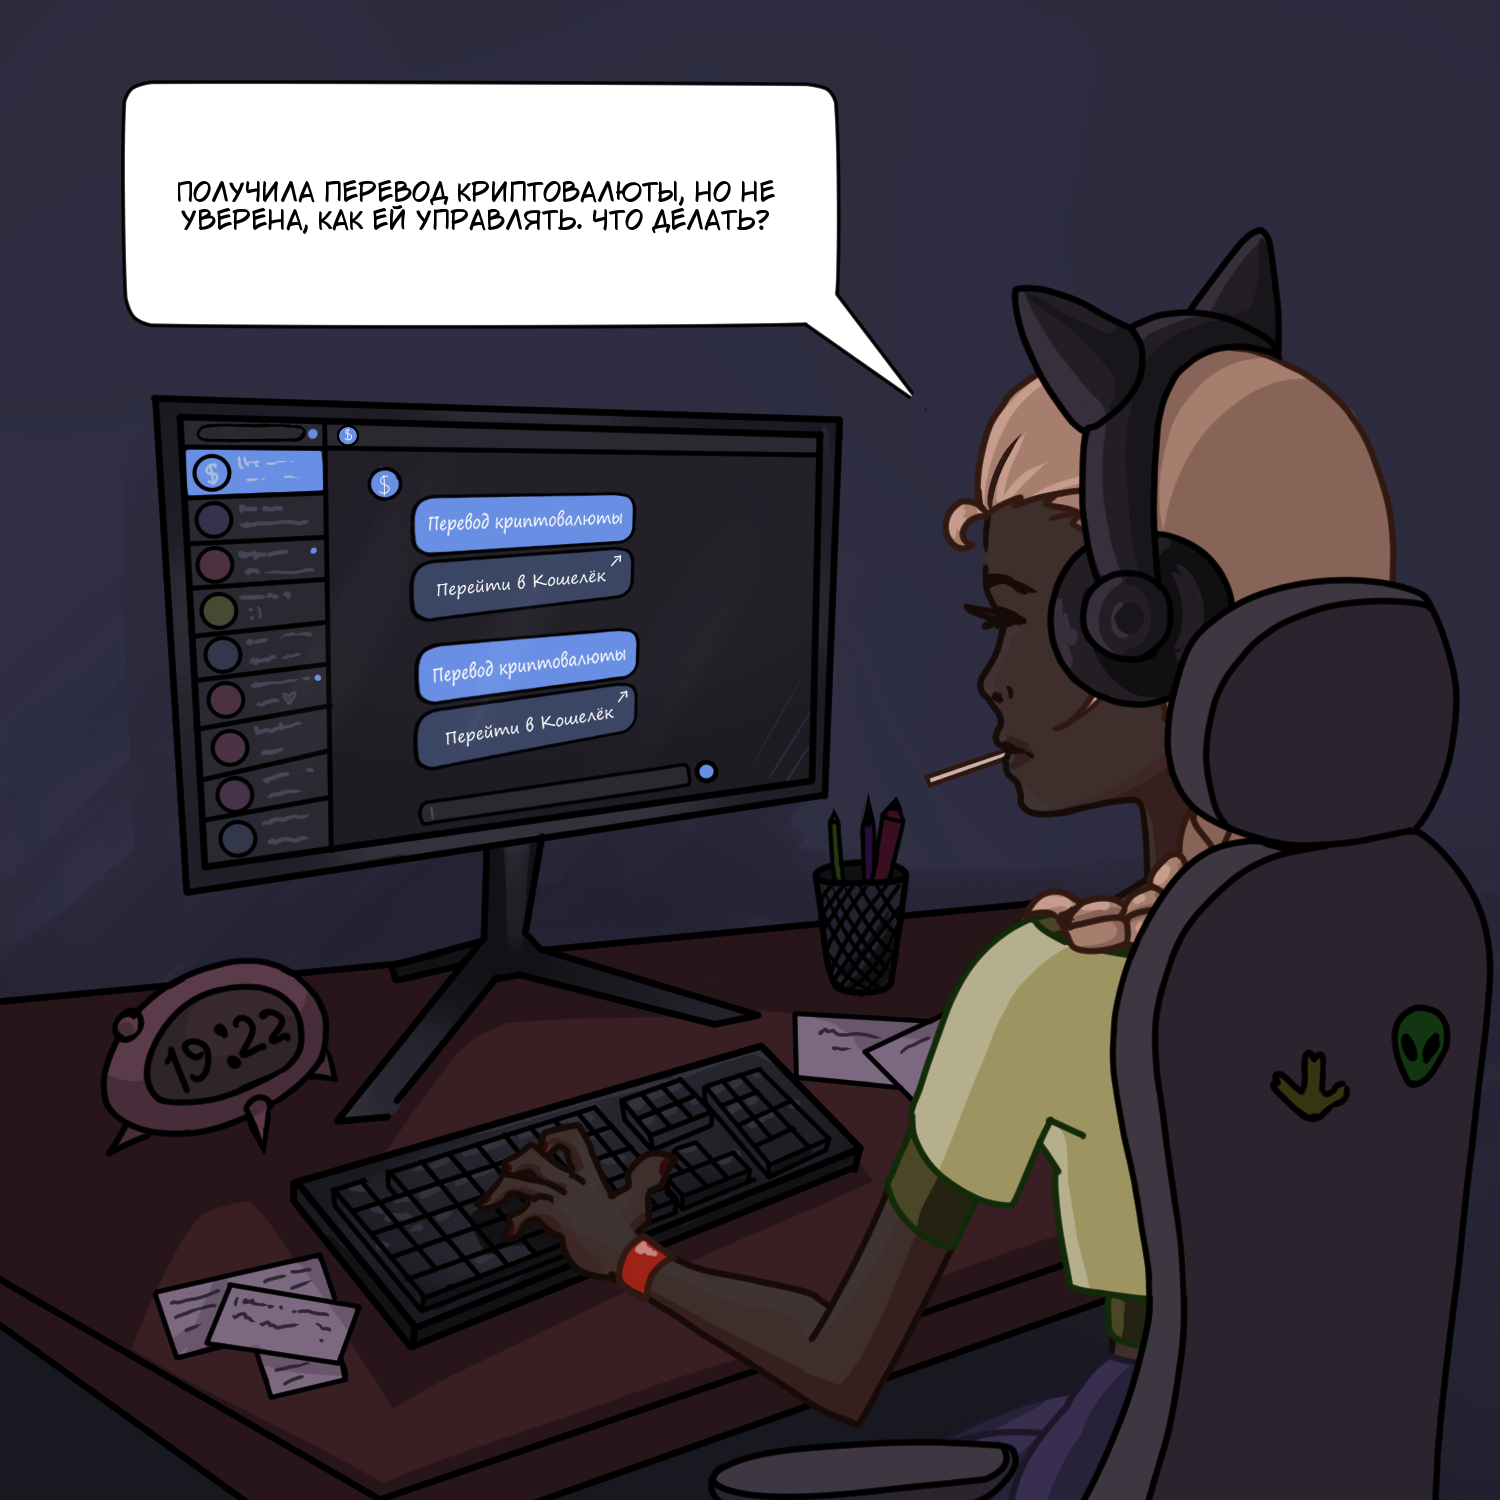 ПОЛУЧИЛА ПЕРЕВОД КРИПТОВАЛЮТЫ, НО НЕ
УВЕРЕНА, КАК ЕЙ УПРАВЛЯТЬ. ЧТО ДЕЛАТЬ?
$
$
$
:)
Перевод криптовалюты
Перейти в Кошелёк
Перевод криптовалюты
Перейти в Кошелёк
19:22